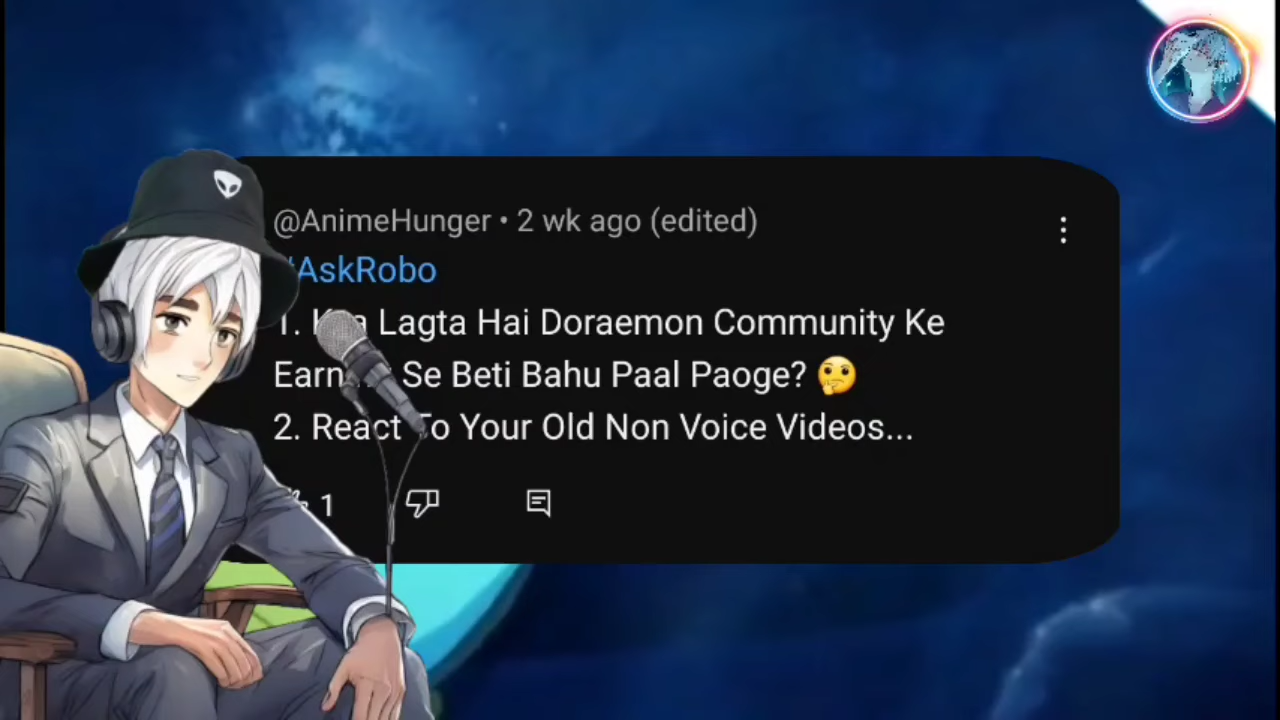 @AnimeHunger • 2 wk ago (edited)
#AskRobo
1. Lagta Hai Doraemon Community Ke
Se Beti Bahu Paal Paoge? 🤔
2. React To Your Old Non Voice Videos...
1